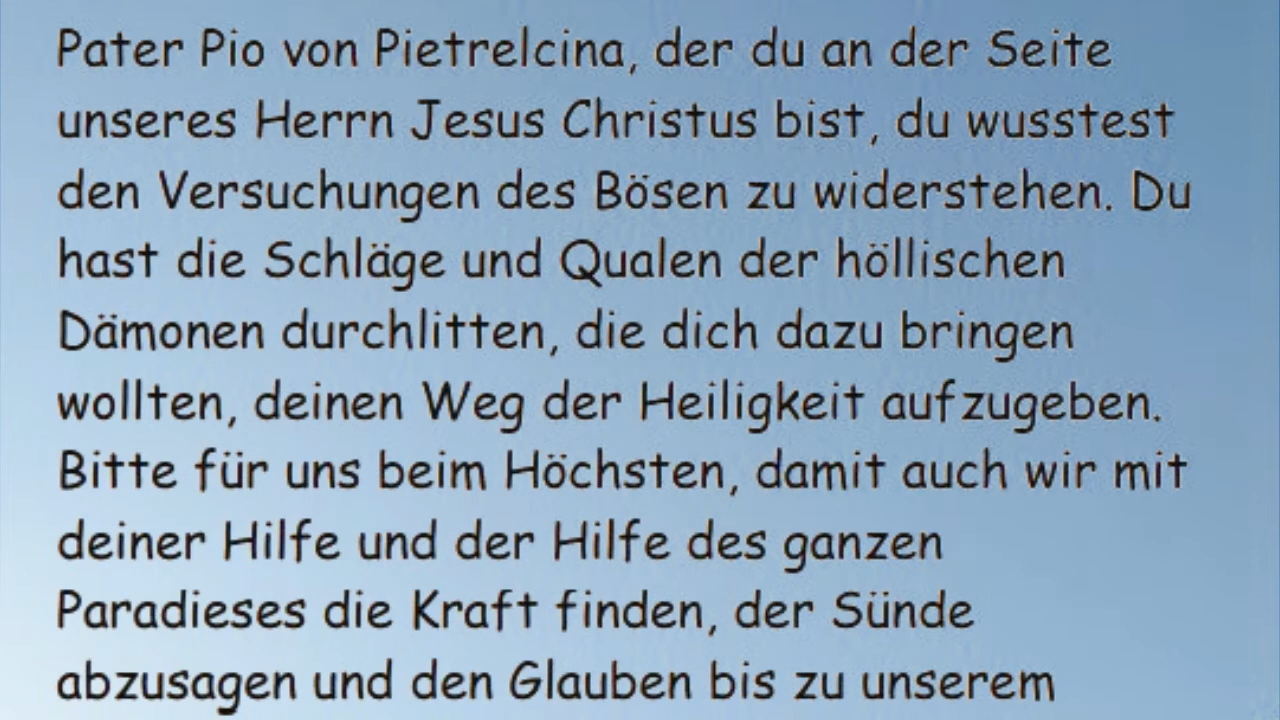 Pater Pio von Pietrelcina, der du an der Seite
unseres Herrn Jesus Christus bist, du wusstest
den Versuchungen des Bösen zu widerstehen. Du
hast die Schläge und Qualen der höllischen
Dämonen durchlitten, die dich dazu bringen
wollten, deinen Weg der Heiligkeit aufzugeben.
Bitte für uns beim Höchsten, damit auch wir mit
deiner Hilfe und der Hilfe des ganzen
Paradieses die Kraft finden, der Sünde
abzusagen und den Glauben bis zu unserem